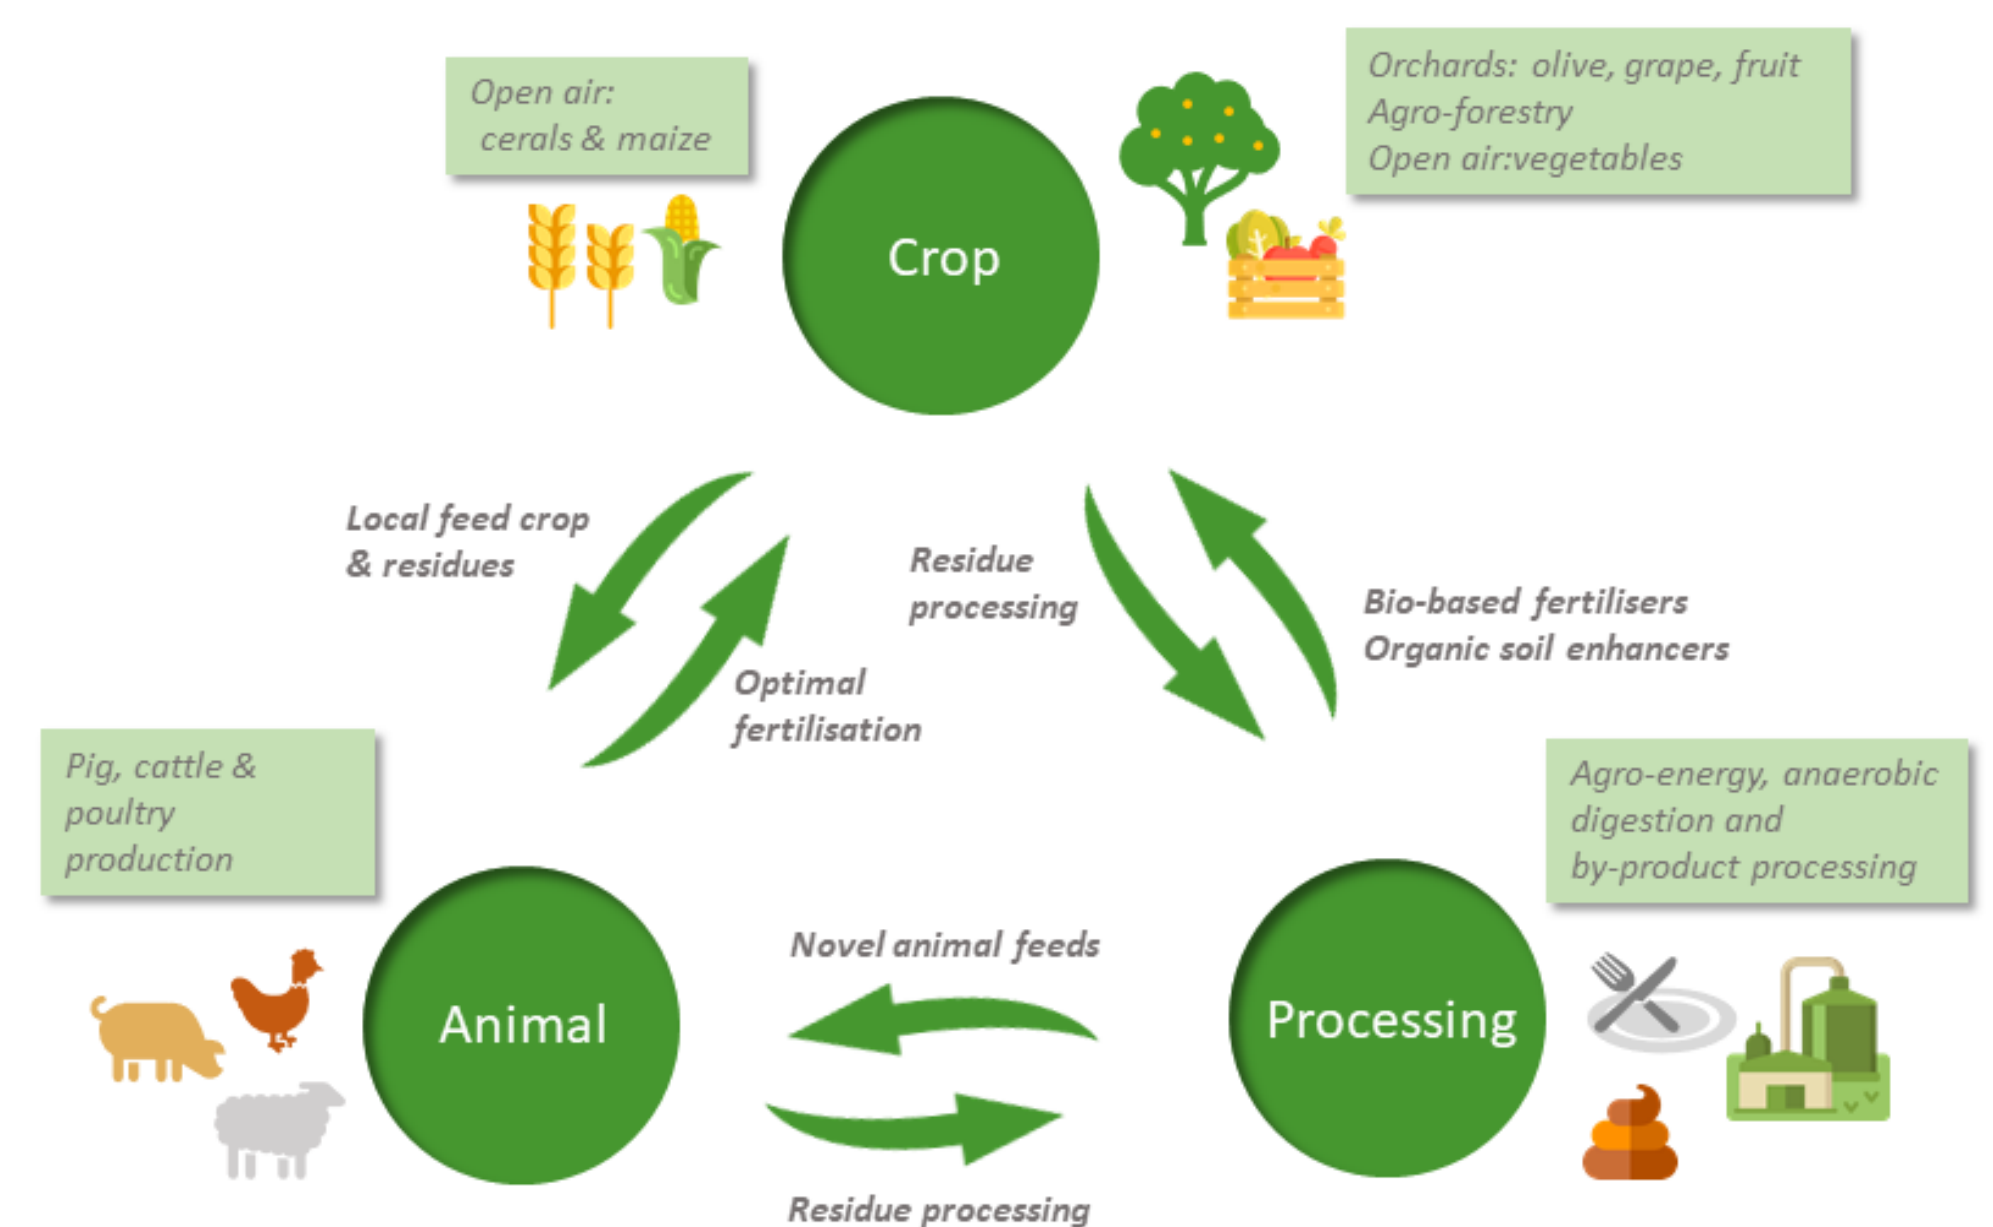 Open air:
cerals & maize
Crop
Orchards: olive, grape, fruit
Agro-forestry
Open air:vegetables
Local feed crop
& residues
Optimal
fertilisation
Residue
processing
Bio-based fertilisers
Organic soil enhancers
Pig, cattle &
poultry
production
Animal
Novel animal feeds
Residue processing
Processing
Agro-energy, anaerobic
digestion and
by-product processing